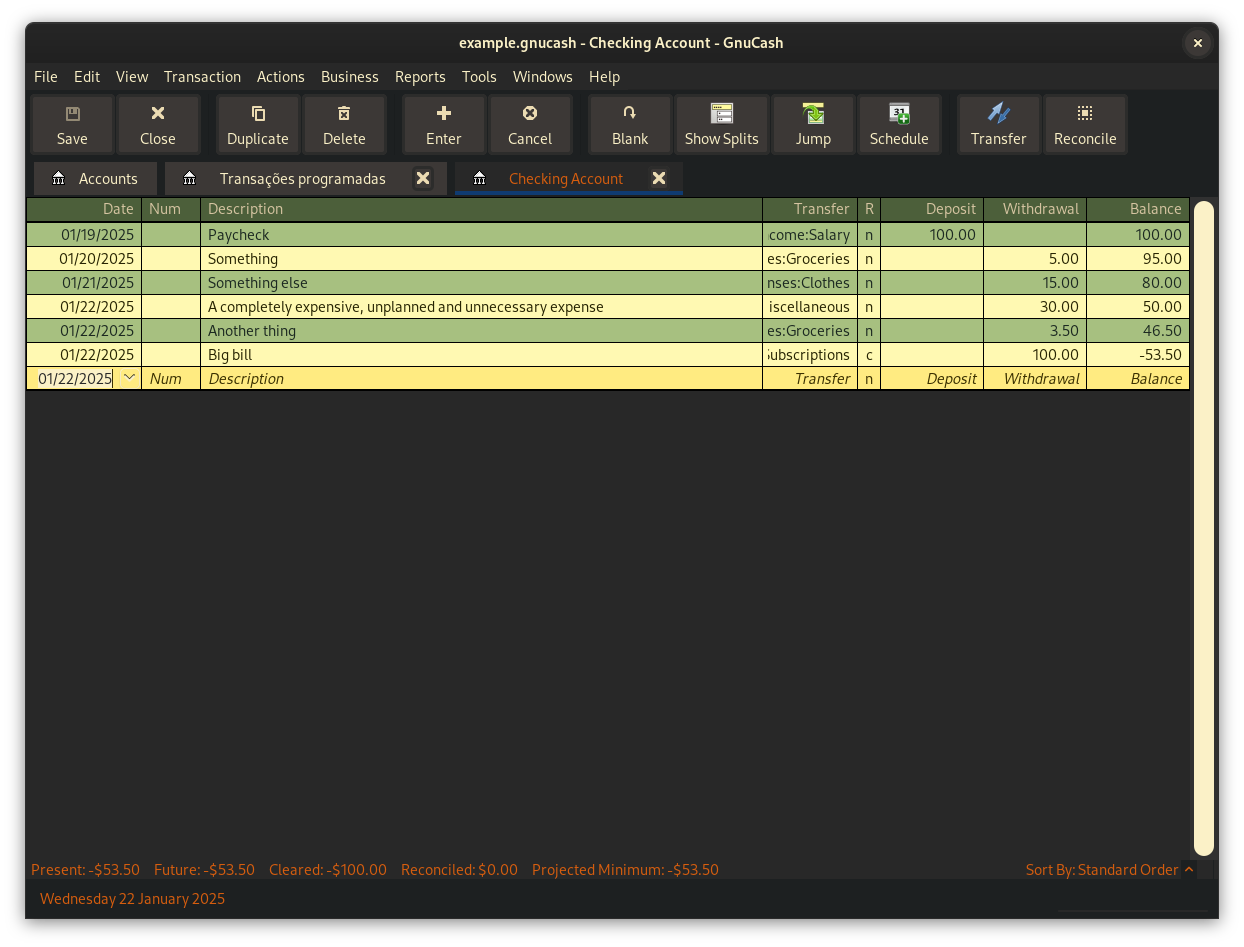 example.gnucash - Checking Account - GnuCash
File Edit View Transaction Actions Business Reports Tools Windows Help
Save Close Duplicate Delete Enter Cancel Blank Show Splits Jump Schedule Transfer Reconcile
Accounts Transações programadas Checking Account
Date Num Description Transfer R Deposit Withdrawal Balance
01/19/2025 Paycheck come:Salary n 100.00 100.00
01/20/2025 Something es:Groceries n 5.00 95.00
01/21/2025 Something else nses:Clothes n 15.00 80.00
01/22/2025 A completely expensive, unplanned and unnecessary expense iscellaneous n 30.00 50.00
01/22/2025 Another thing es:Groceries n 3.50 46.50
01/22/2025 Big bill ubscriptions c 100.00 -53.50
01/22/2025 Num Description Transfer n Deposit Withdrawal Balance
Present: -$53.50 Future: -$53.50 Cleared: -$100.00 Reconciled: $0.00 Projected Minimum: -$53.50 Sort By: Standard Order
Wednesday 22 January 2025